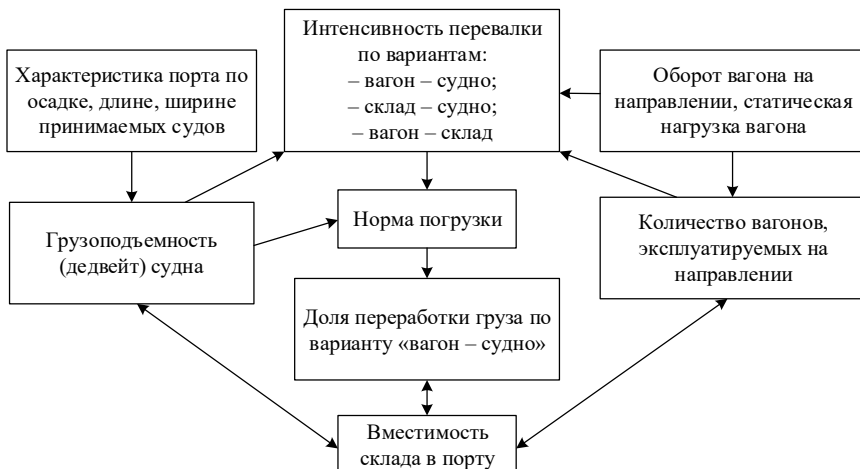 Интенсивность перевалки
по вариантам:
– вагон – судно;
– склад – судно;
– вагон – склад
Характеристика порта по
осадке, длине, ширине
принимаемых судов
Оборот вагона на
направлении, статическая
нагрузка вагона
Грузоподъемность
(дедвейт) судна
Норма погрузки
Количество вагонов,
эксплуатируемых на
направлении
Доля переработки груза по
варианту «вагон – судно»
Вместимость
склада в порту